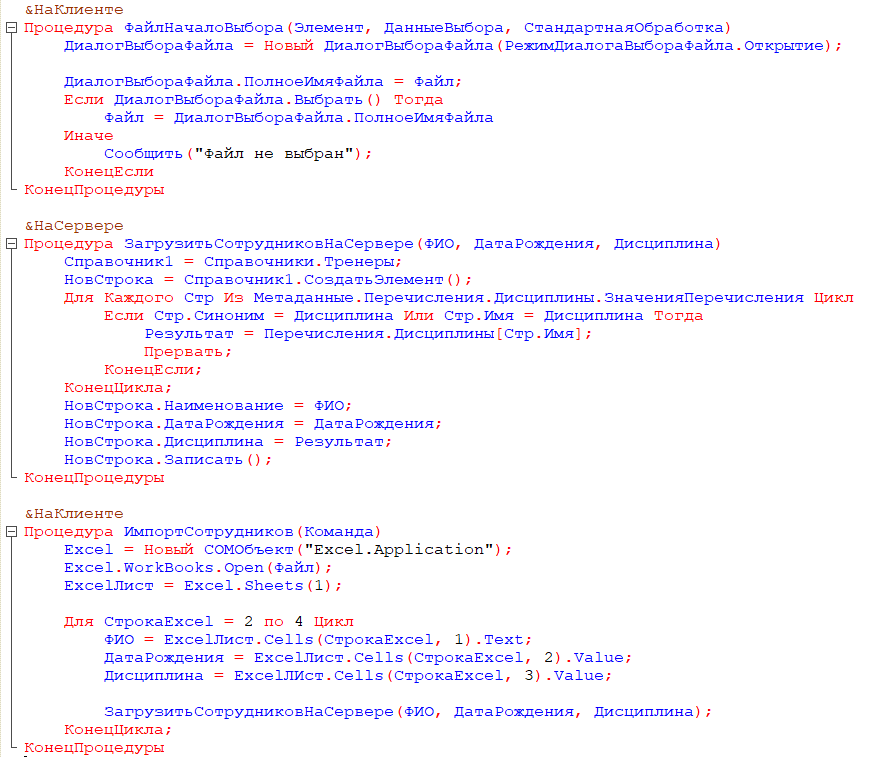 &НаКлиенте
Процедура ФайлНачалоВыбора(Элемент, ДанныеВыбора, СтандартнаяОбработка)
ДиалогВыбораФайла = Новый ДиалогВыбораФайла(РежимДиалогаВыбораФайла.Открытие);
ДиалогВыбораФайла.ПолноеИмяФайла = Файл;
Если ДиалогВыбораФайла.Выбрать() Тогда
Файл = ДиалогВыбораФайла.ПолноеИмяФайла
Иначе
Сообщить("Файл не выбран");
КонецЕсли
КонецПроцедуры
&НаСервере
Процедура ЗагрузитьСотрудниковНаСервере(ФИО, ДатаРождения, Дисциплина)
Справочник1 = Справочники.Тренеры;
НовСтрока = Справочник1.СоздатьЭлемент();
Для Каждого Стр Из Метаданные.Перечисления.Дисциплины.ЗначенияПеречисления Цикл
Если Стр.Синоним = Дисциплина Или Стр.Имя = Дисциплина Тогда
Результат = Перечисления.Дисциплины[Стр.Имя];
Прервать;
КонецЕсли;
КонецЦикла;
НовСтрока.Наименование = ФИО;
НовСтрока.ДатаРождения = ДатаРождения;
НовСтрока.Дисциплина = Результат;
НовСтрока.Записать();
КонецПроцедуры
&НаКлиенте
Процедура ИмпортСотрудников(Команда)
Excel = Новый COMОбъект("Excel.Application");
Excel.WorkBooks.Open(Файл);
ExcelЛист = Excel.Sheets(1);
Для СтрокаExcel = 2 по 4 Цикл
ФИО = ExcelЛист.Cells(СтрокаExcel, 1).Text;
ДатаРождения = ExcelЛист.Cells(СтрокаExcel, 2).Value;
Дисциплина = ExcelЛИст.Cells(СтрокаExcel, 3).Value;
ЗагрузитьСотрудниковНаСервере(ФИО, ДатаРождения, Дисциплина);
КонецЦикла;
КонецПроцедуры